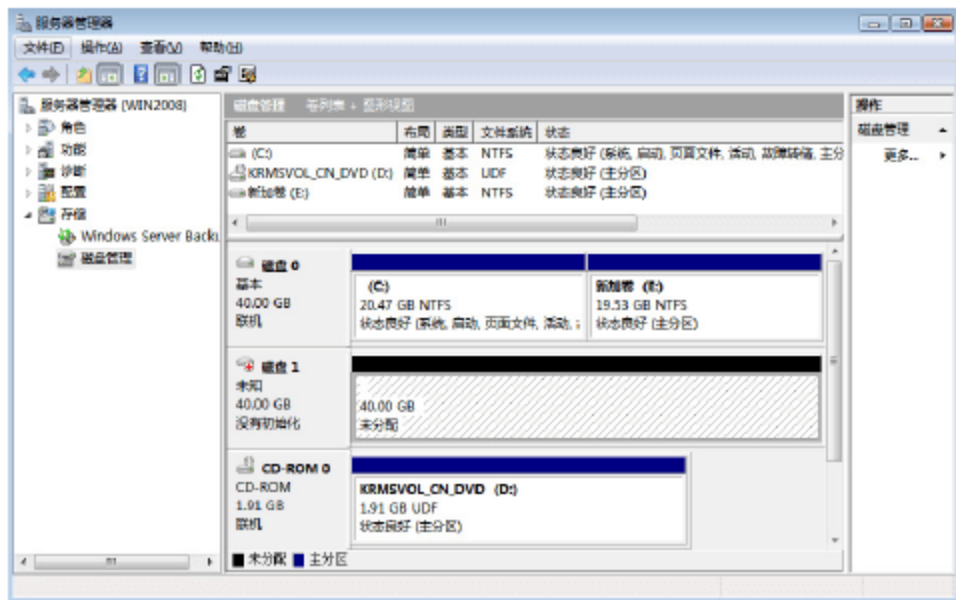 服务器管理器
文件(F) 操作(A) 查看(V) 帮助(H)
服务器管理器 (WIN2008)
角色
功能
诊断
配置
存储
Windows Server Backu
磁盘管理
磁盘管理 卷列表 + 图形视图
卷 布局 类型 文件系统 状态
(C:) 简单 基本 NTFS 状态良好 (系统, 启动, 页面文件, 活动, 故障转储, 主分
KRMSVOL_CN_DVD (D:) 简单 基本 UDF 状态良好 (主分区)
新加卷 (E:) 简单 基本 NTFS 状态良好 (主分区)
磁盘 0
基本
40.00 GB
联机
(C:)
20.47 GB NTFS
状态良好 (系统, 启动, 页面文件, 活动,
新加卷 (E:)
19.53 GB NTFS
状态良好 (主分区)
磁盘 1
未知
40.00 GB
没有初始化
40.00 GB
未分配
CD-ROM 0
CD-ROM
1.91 GB
联机
KRMSVOL_CN_DVD (D:)
1.91 GB UDF
状态良好 (主分区)
未分配 主分区
操作
磁盘管理
更多...